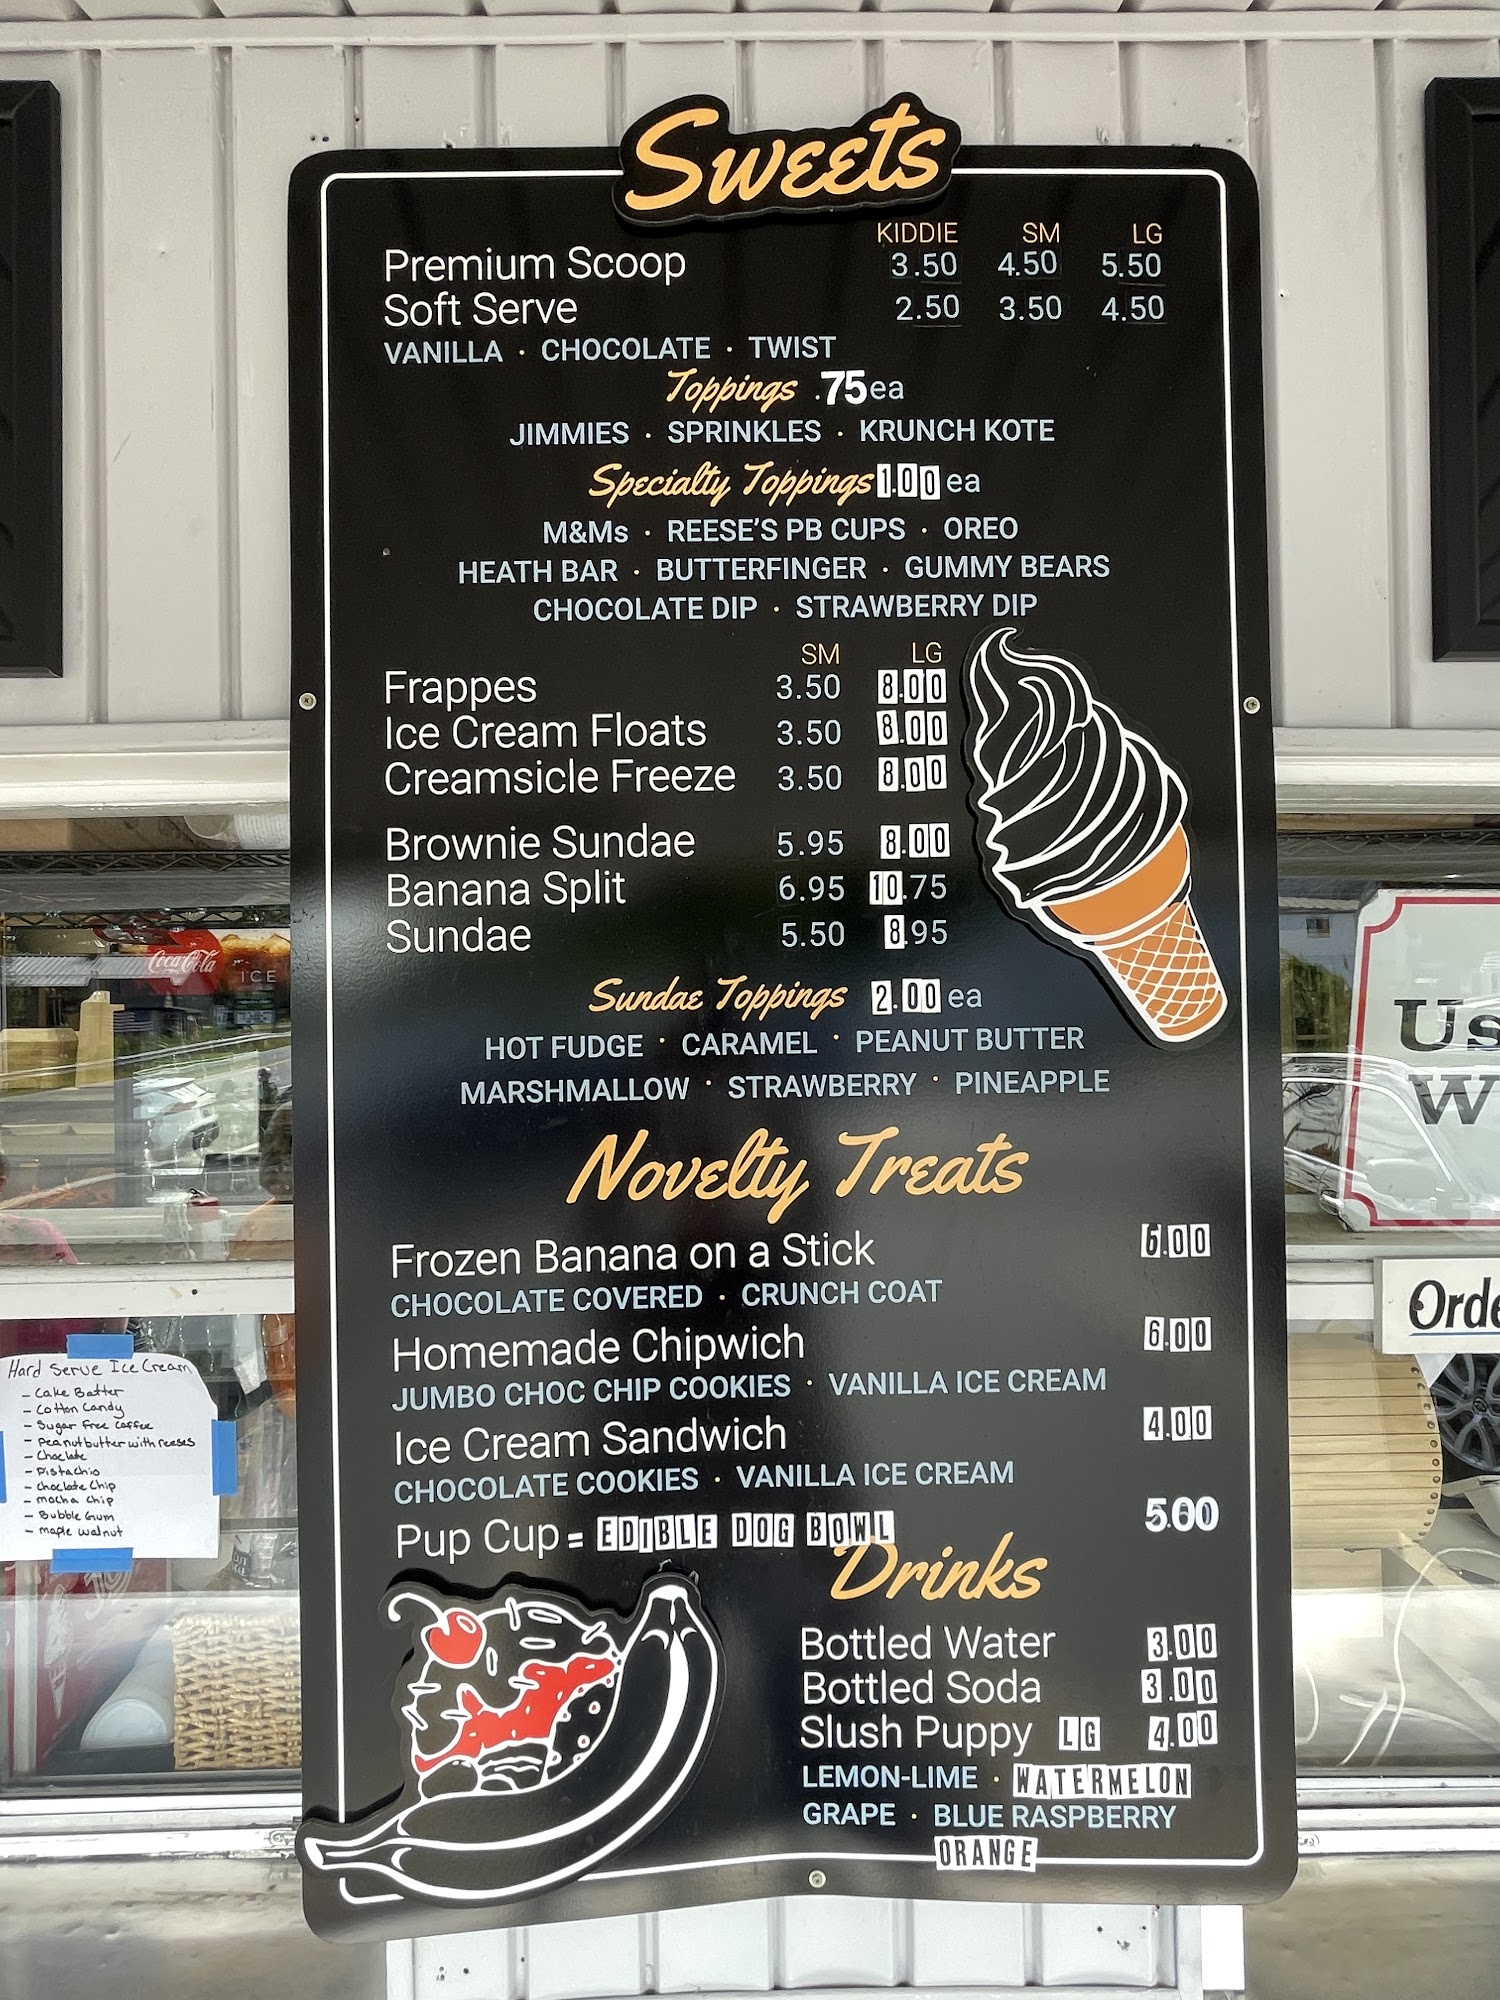 Sweets
KIDDIE SM LG
Premium Scoop 3.50 4.50 5.50
Soft Serve 2.50 3.50 4.50
VANILLA · CHOCOLATE · TWIST
Toppings .75 ea
JIMMIES · SPRINKLES · KRUNCH KOTE
Specialty Toppings 1.00 ea
M&Ms · REESE'S PB CUPS · OREO
HEATH BAR · BUTTERFINGER · GUMMY BEARS
CHOCOLATE DIP · STRAWBERRY DIP
SM LG
Frappes 3.50 8.00
Ice Cream Floats 3.50 8.00
Creamsicle Freeze 3.50 8.00
Brownie Sundae 5.95 8.00
Banana Split 6.95 10.75
Sundae 5.50 8.95
Sundae Toppings 2.00 ea
HOT FUDGE · CARAMEL · PEANUT BUTTER
MARSHMALLOW · STRAWBERRY · PINEAPPLE
Novelty Treats
Frozen Banana on a Stick 6.00
CHOCOLATE COVERED · CRUNCH COAT
Homemade Chipwich 6.00
JUMBO CHOC CHIP COOKIES · VANILLA ICE CREAM
Ice Cream Sandwich 4.00
CHOCOLATE COOKIES · VANILLA ICE CREAM
Pup Cup = EDIBLE DOG BOWL
Drinks
Bottled Water 3.00
Bottled Soda 3.00
Slush Puppy LG 4.00
LEMON-LIME · WATERMELON
GRAPE · BLUE RASPBERRY
ORANGE
Coca-Cola
ICE
Hard Serve Ice Cream
- Cake Batter
- Cotton Candy
- Sugar Free Coffee
- Peanutbutter with reeses
- Choclate
- Pistachio
- Choclate Chip
- mocha chip
- Bubble Gum
- maple walnut
Us
W
Orde